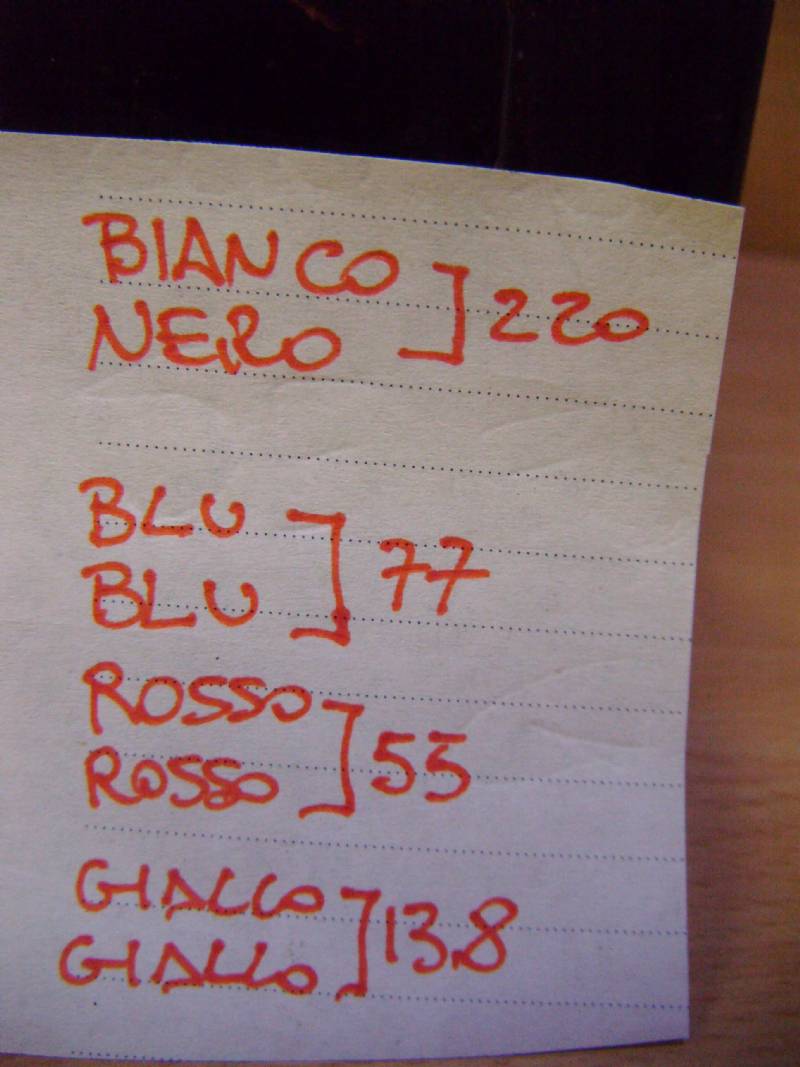 BIANCO
NERO ] 220
BLU
BLU ] 77
ROSSO
ROSSO ] 55
GIALLO
GIALLO ] 13.8